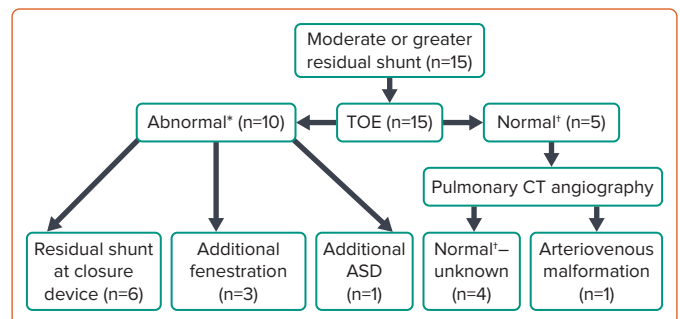 Moderate or greater
residual shunt (n=15)
Abnormal* (n=10)
TOE (n=15)
Normal† (n=5)
Pulmonary CT angiography
Residual shunt
at closure
device (n=6)
Additional
fenestration
(n=3)
Additional
ASD
(n=1)
Normal†–
unknown
(n=4)
Arteriovenous
malformation
(n=1)